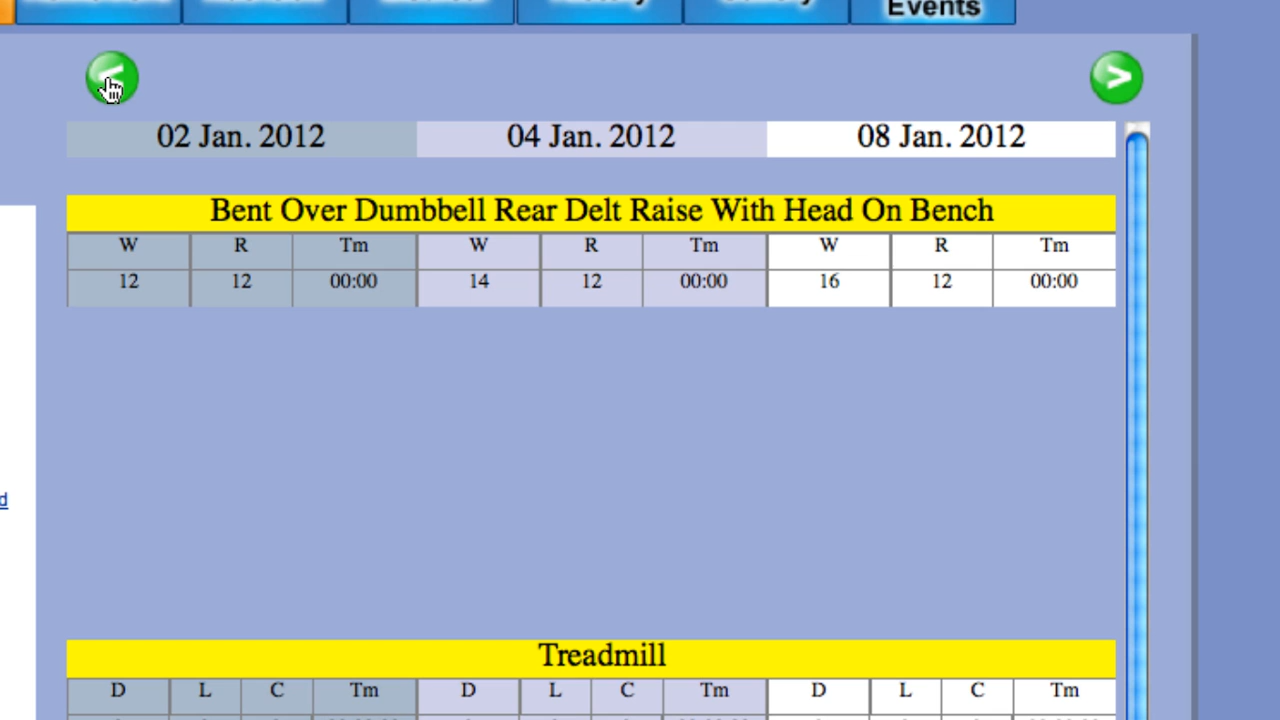 Events
< >
02 Jan. 2012 04 Jan. 2012 08 Jan. 2012
Bent Over Dumbbell Rear Delt Raise With Head On Bench
W R Tm W R Tm W R Tm
12 12 00:00 14 12 00:00 16 12 00:00
d
Treadmill
D L C Tm D L C Tm D L C Tm